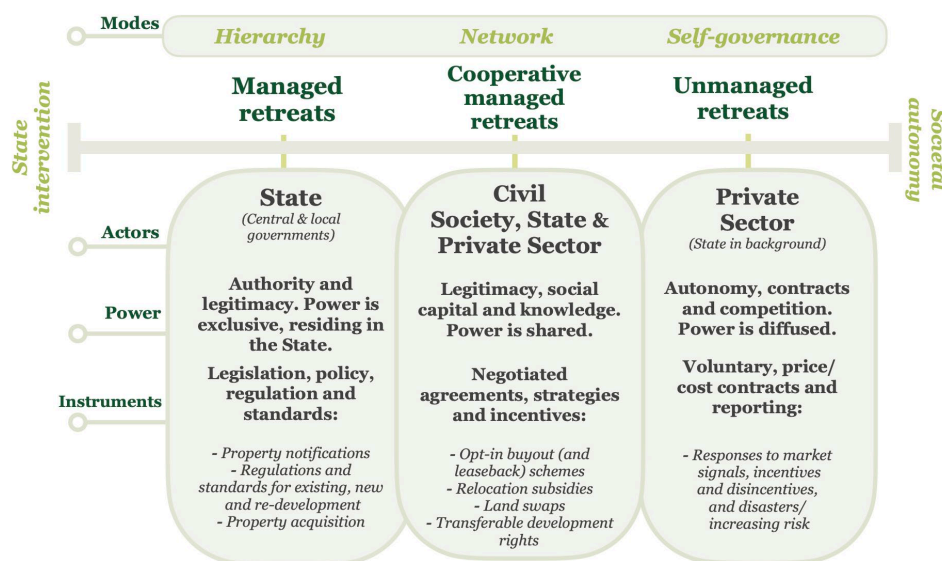 Modes
Hierarchy
Network
Self-governance
Managed
retreats
Cooperative
managed
retreats
Unmanaged
retreats
State
intervention
Societal
autonomy
Actors
State
(Central & local
governments)
Civil
Society, State &
Private Sector
Private
Sector
(State in background)
Power
Authority and
legitimacy. Power is
exclusive, residing in
the State.
Legitimacy, social
capital and knowledge.
Power is shared.
Autonomy, contracts
and competition.
Power is diffused.
Instruments
Legislation, policy,
regulation and
standards:
- Property notifications
- Regulations and
standards for existing, new
and re-development
- Property acquisition
Negotiated
agreements, strategies
and incentives:
- Opt-in buyout (and
leaseback) schemes
- Relocation subsidies
- Land swaps
- Transferable development
rights
Voluntary, price/
cost contracts and
reporting:
- Responses to market
signals, incentives
and disincentives,
and disasters/
increasing risk